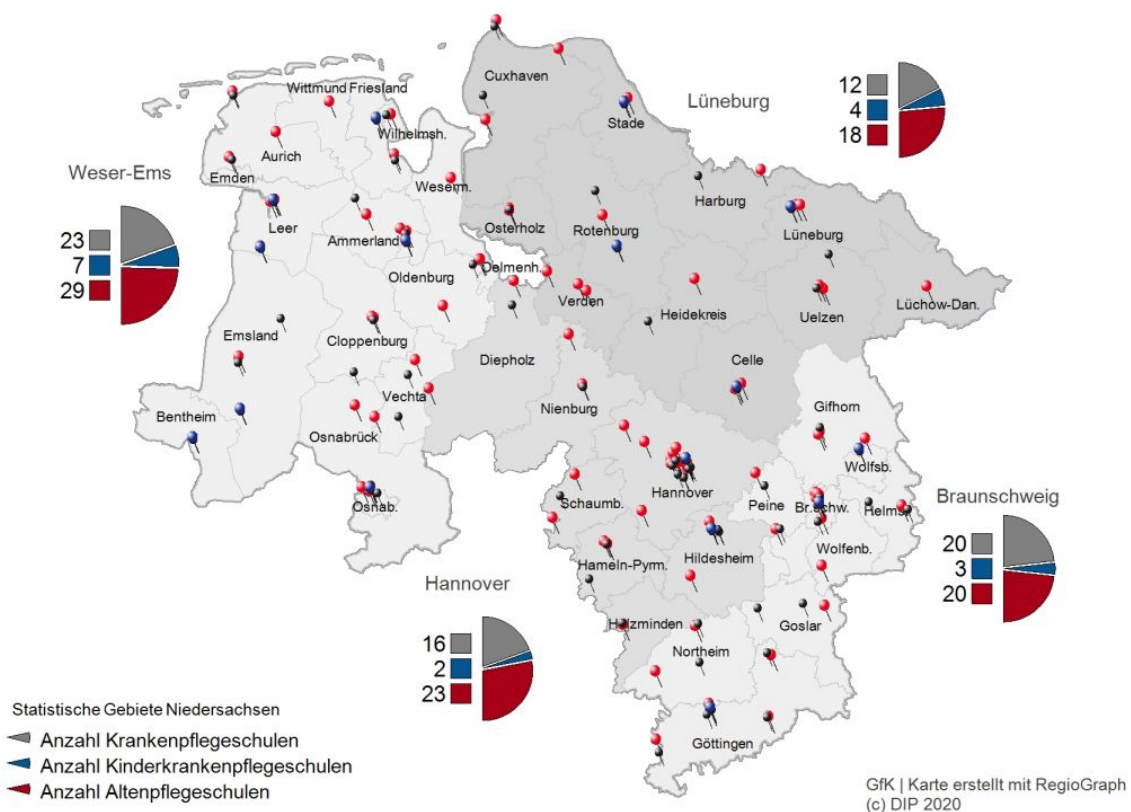 Cuxhaven
Wittmund Friesland
Lüneburg
12
4
18
Stade
Wilhelmsh.
Aurich
Emden
Weser-Ems
Weserm.
Harburg
Leer
Ammerland
Osterholz
Rotenburg
Lüneburg
23
7
29
Oldenburg
Delmenh.
Verden
Heidekreis
Uelzen
Lüchow-Dan.
Emsland
Cloppenburg
Diepholz
Celle
Vechta
Nienburg
Gifhorn
Bentheim
Osnabrück
Wolfsb.
Hannover
Schaumb.
Peine
Br.schw.
Helms.
Braunschweig
Osnab.
Hildesheim
Wolfenb.
20
3
20
Hameln-Pyrm.
Hannover
Holzminden
Goslar
16
2
23
Northeim
Göttingen
Statistische Gebiete Niedersachsen
Anzahl Krankenpflegeschulen
Anzahl Kinderkrankenpflegeschulen
Anzahl Altenpflegeschulen
GfK | Karte erstellt mit RegioGraph
(c) DIP 2020